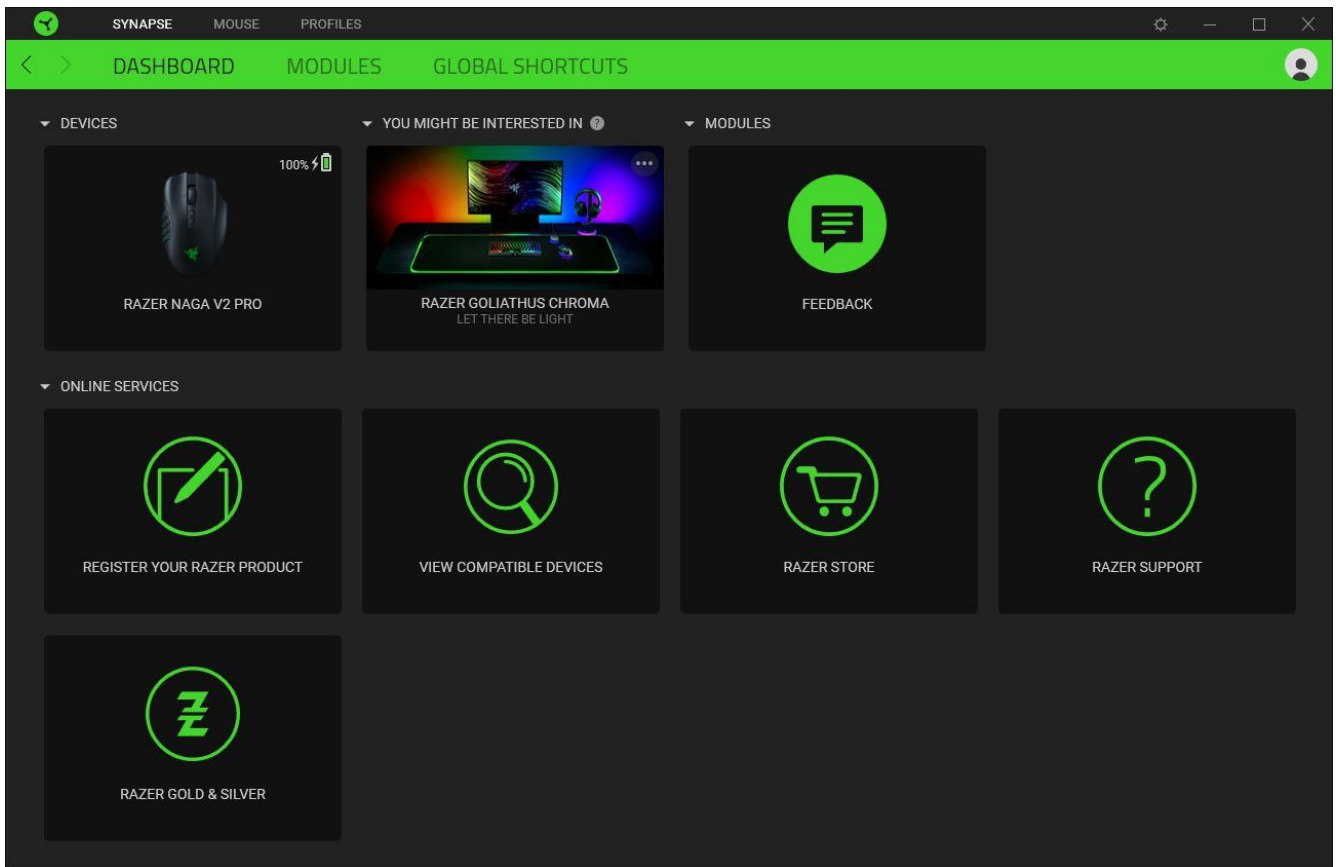 SYNAPSE MOUSE PROFILES
DASHBOARD MODULES GLOBAL SHORTCUTS
DEVICES
100%
RAZER NAGA V2 PRO
YOU MIGHT BE INTERESTED IN ?
RAZER GOLIATHUS CHROMA
LET THERE BE LIGHT
MODULES
FEEDBACK
ONLINE SERVICES
REGISTER YOUR RAZER PRODUCT
VIEW COMPATIBLE DEVICES
RAZER STORE
?
RAZER SUPPORT
RAZER GOLD & SILVER